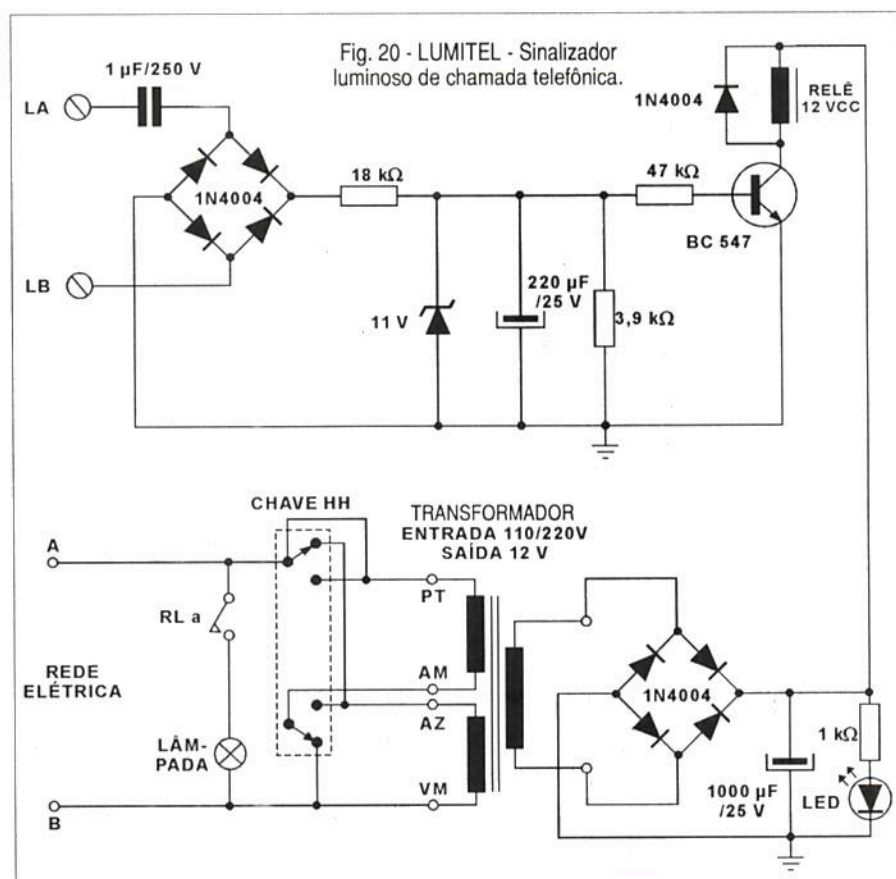 Fig. 20 - LUMITEL - Sinalizador
luminoso de chamada telefônica.
1 µF/250 V
LA
1N4004
LB
18 kΩ
11 V
220 µF
/25 V
3,9 kΩ
47 kΩ
BC 547
1N4004
RELÊ
12 VCC
CHAVE HH
TRANSFORMADOR
ENTRADA 110/220V
SAÍDA 12 V
A
RL a
REDE
ELÉTRICA
LÂM-
PADA
B
PT
AM
AZ
VM
1N4004
1000 µF
/25 V
1 kΩ
LED